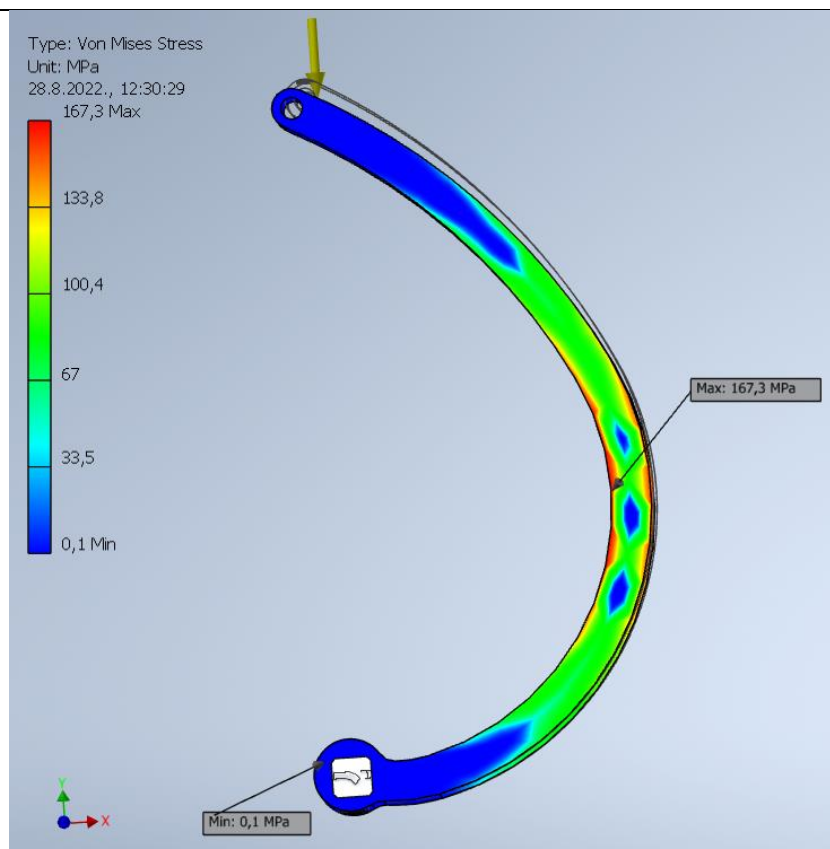 Type: Von Mises Stress
Unit: MPa
28.8.2022., 12:30:29
167,3 Max
133,8
100,4
67
33,5
0,1 Min
Max: 167,3 MPa
Min: 0,1 MPa
Y
X